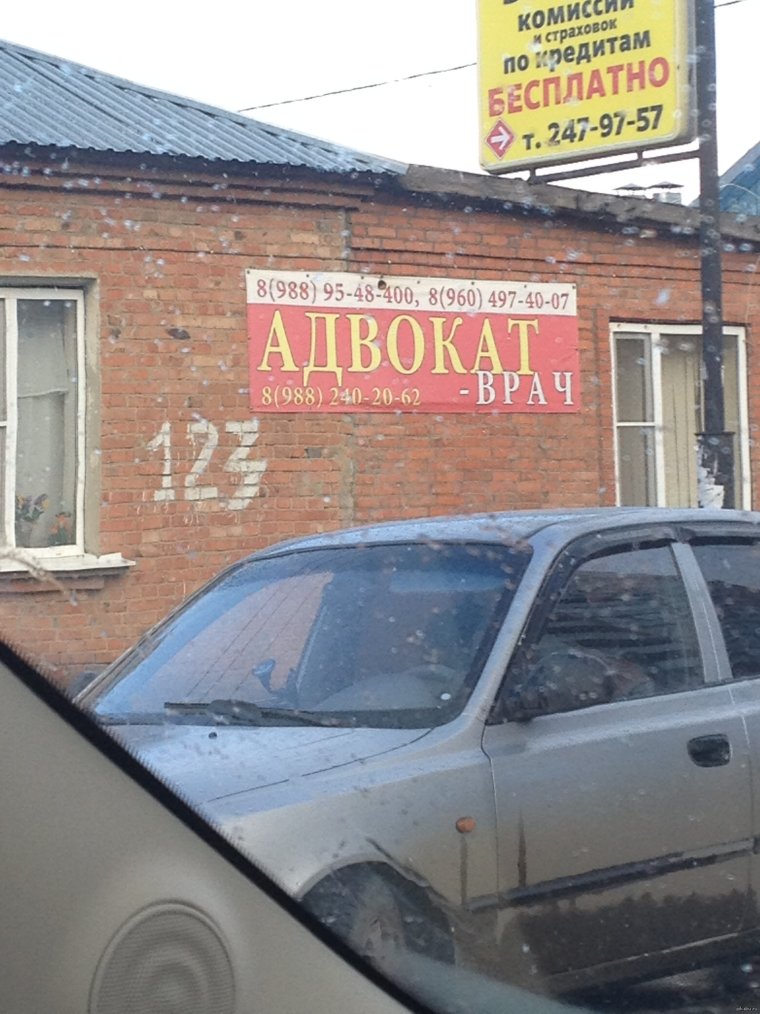 комиссий
и страховок
по кредитам
БЕСПЛАТНО
т. 247-97-57
8(988) 95-48-400, 8(960) 497-40-07
АДВОКАТ
-ВРАЧ
8(988) 240-20-62
123